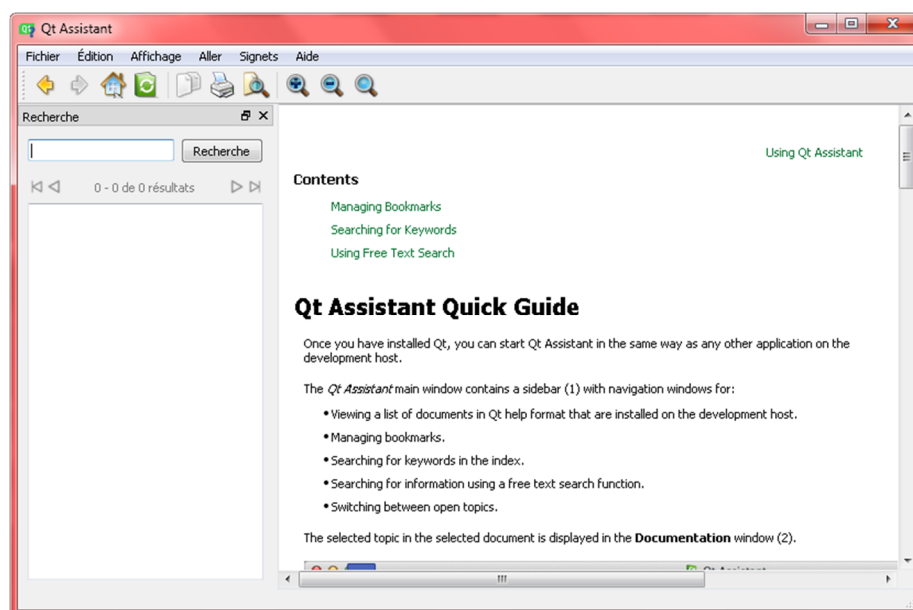 Qt Assistant
Fichier Édition Affichage Aller Signets Aide
Recherche
Recherche
0 - 0 de 0 résultats
Using Qt Assistant
Contents
Managing Bookmarks
Searching for Keywords
Using Free Text Search
Qt Assistant Quick Guide
Once you have installed Qt, you can start Qt Assistant in the same way as any other application on the
development host.
The Qt Assistant main window contains a sidebar (1) with navigation windows for:
• Viewing a list of documents in Qt help format that are installed on the development host.
• Managing bookmarks.
• Searching for keywords in the index.
• Searching for information using a free text search function.
• Switching between open topics.
The selected topic in the selected document is displayed in the Documentation window (2).
Qt Assistant